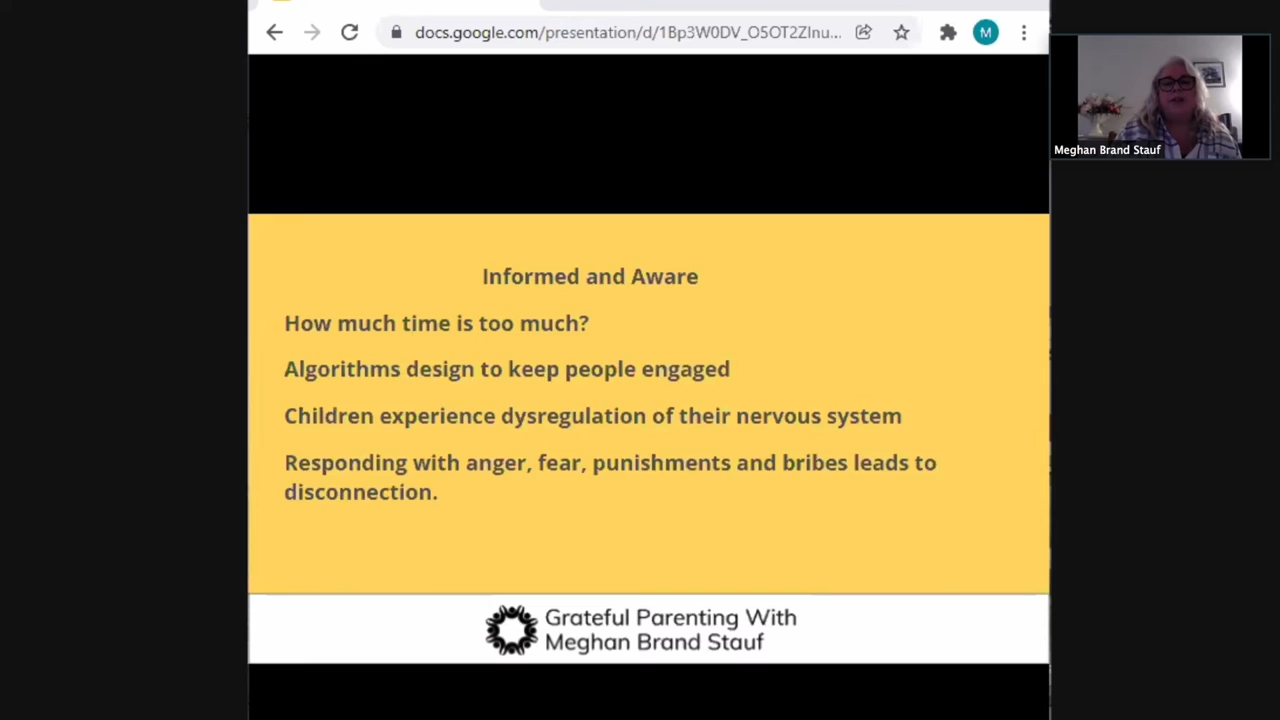 docs.google.com/presentation/d/1Bp3W0DV_O5OT2ZInu...
M
Meghan Brand Stauf
Informed and Aware
How much time is too much?
Algorithms design to keep people engaged
Children experience dysregulation of their nervous system
Responding with anger, fear, punishments and bribes leads to
disconnection.
Grateful Parenting With
Meghan Brand Stauf